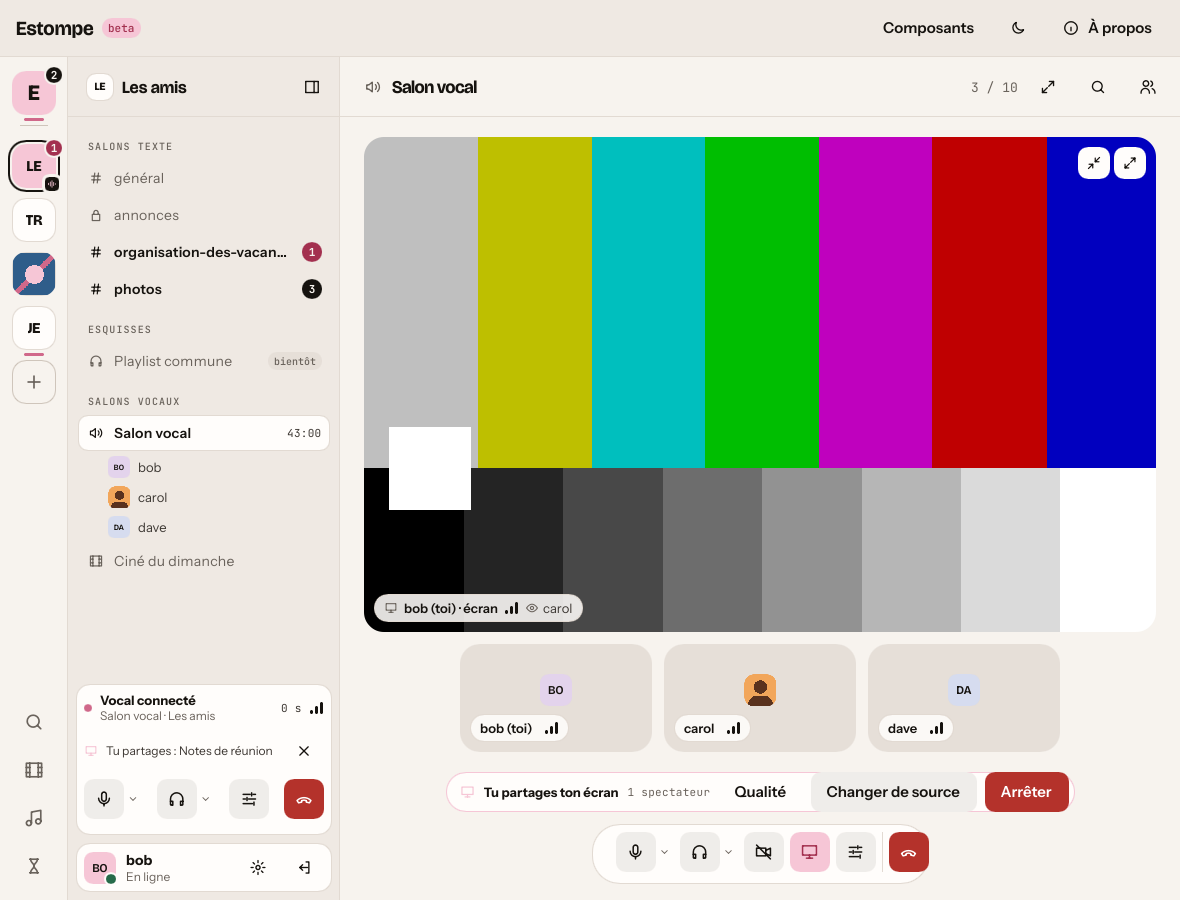 Estompe beta
Composants
À propos
E 2
LE 1
TR
JE
LE Les amis
SALONS TEXTE
# général
annonces
# organisation-des-vacan... 1
# photos 3
ESQUISSES
Playlist commune bientôt
SALONS VOCAUX
Salon vocal 43:00
BO bob
carol
DA dave
Ciné du dimanche
Vocal connecté
Salon vocal · Les amis
0 s
Tu partages : Notes de réunion
BO bob
En ligne
Salon vocal
3 / 10
bob (toi) · écran carol
BO
bob (toi)
carol
DA
dave
Tu partages ton écran 1 spectateur Qualité Changer de source Arrêter